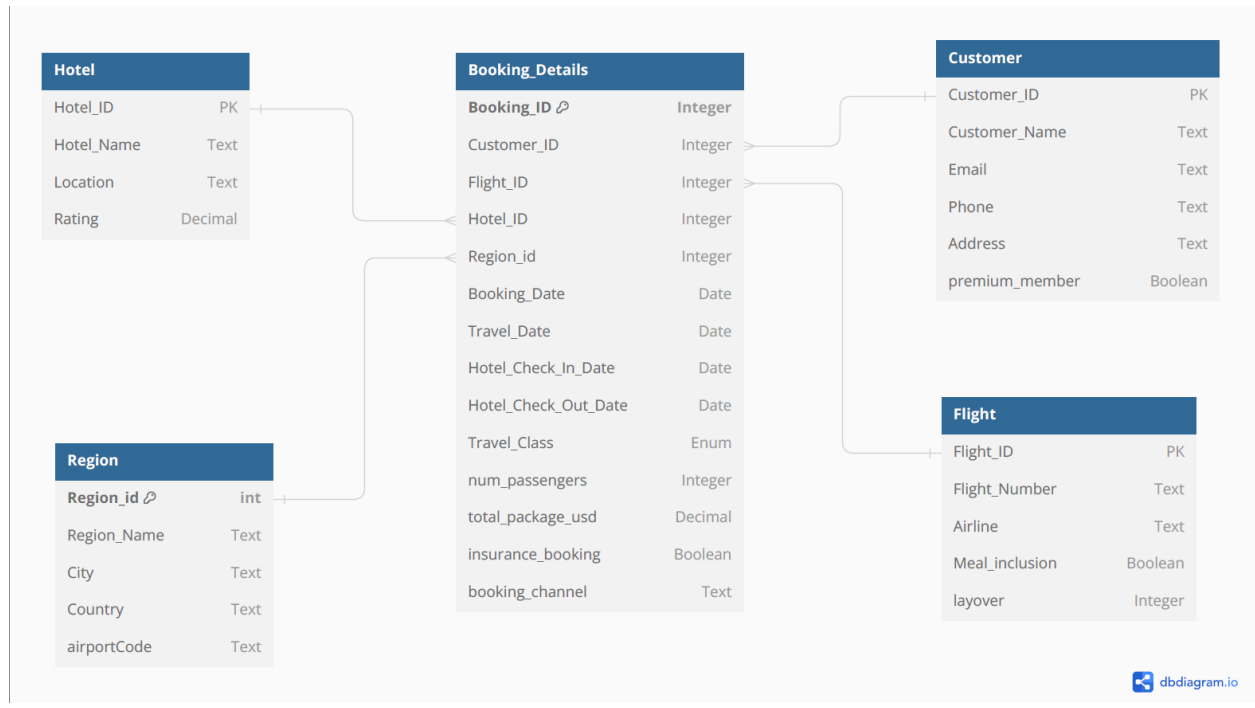 Hotel
Hotel_ID PK
Hotel_Name Text
Location Text
Rating Decimal
Booking_Details
Booking_ID Integer
Customer_ID Integer
Flight_ID Integer
Hotel_ID Integer
Region_id Integer
Booking_Date Date
Travel_Date Date
Hotel_Check_In_Date Date
Hotel_Check_Out_Date Date
Travel_Class Enum
num_passengers Integer
total_package_usd Decimal
insurance_booking Boolean
booking_channel Text
Customer
Customer_ID PK
Customer_Name Text
Email Text
Phone Text
Address Text
premium_member Boolean
Region
Region_id int
Region_Name Text
City Text
Country Text
airportCode Text
Flight
Flight_ID PK
Flight_Number Text
Airline Text
Meal_inclusion Boolean
layover Integer
dbdiagram.io